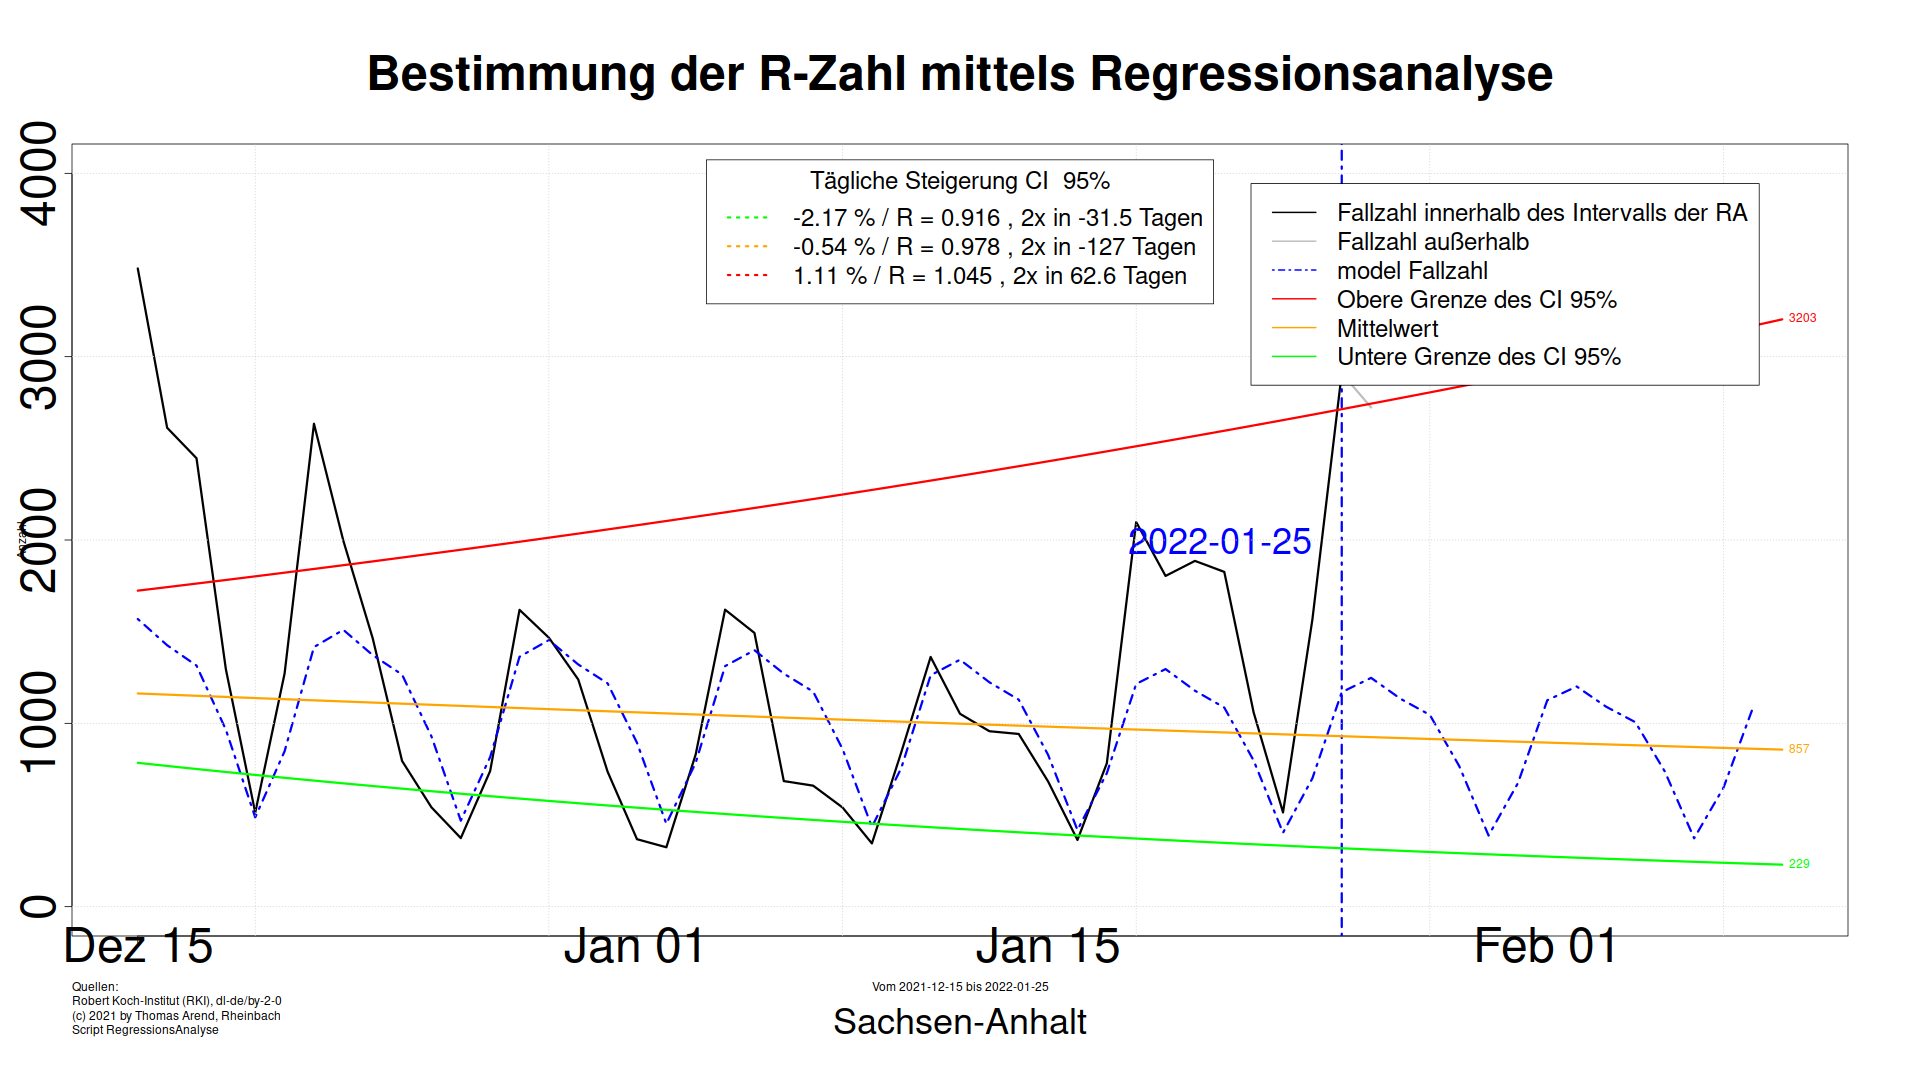 Bestimmung der R-Zahl mittels Regressionsanalyse
Anzahl
4000
3000
2000
1000
0
Tägliche Steigerung CI  95%
-2.17 % / R = 0.916 , 2x in -31.5 Tagen
-0.54 % / R = 0.978 , 2x in -127 Tagen
1.11 % / R = 1.045 , 2x in 62.6 Tagen
Fallzahl innerhalb des Intervalls der RA
Fallzahl außerhalb
model Fallzahl
Obere Grenze des CI 95%
Mittelwert
Untere Grenze des CI 95%
3203
2022-01-25
857
229
Dez 15
Jan 01
Jan 15
Feb 01
Quellen:
Robert Koch-Institut (RKI), dl-de/by-2-0
(c) 2021 by Thomas Arend, Rheinbach
Script RegressionsAnalyse
Vom 2021-12-15 bis 2022-01-25
Sachsen-Anhalt